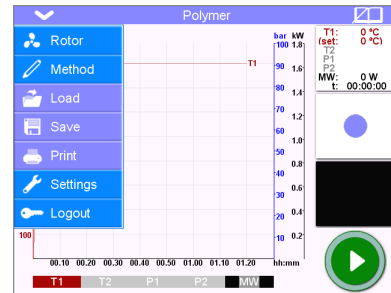 Polymer
Rotor
Method
Load
Save
Print
Settings
Logout
bar kW
100 1.8
90 1.6
80 1.4
70 1.2
60
50 1.0
40 0.8
30 0.6
20 0.4
10 0.2
T1
100
00.10 00.20 00.30 00.40 00.50 01.00 01.10 01.20 hh:mm
T1 T2 P1 P2 MW
T1: 0 °C
(set: 0 °C)
T2
P1
P2
MW: 0 W
t: 00:00:00